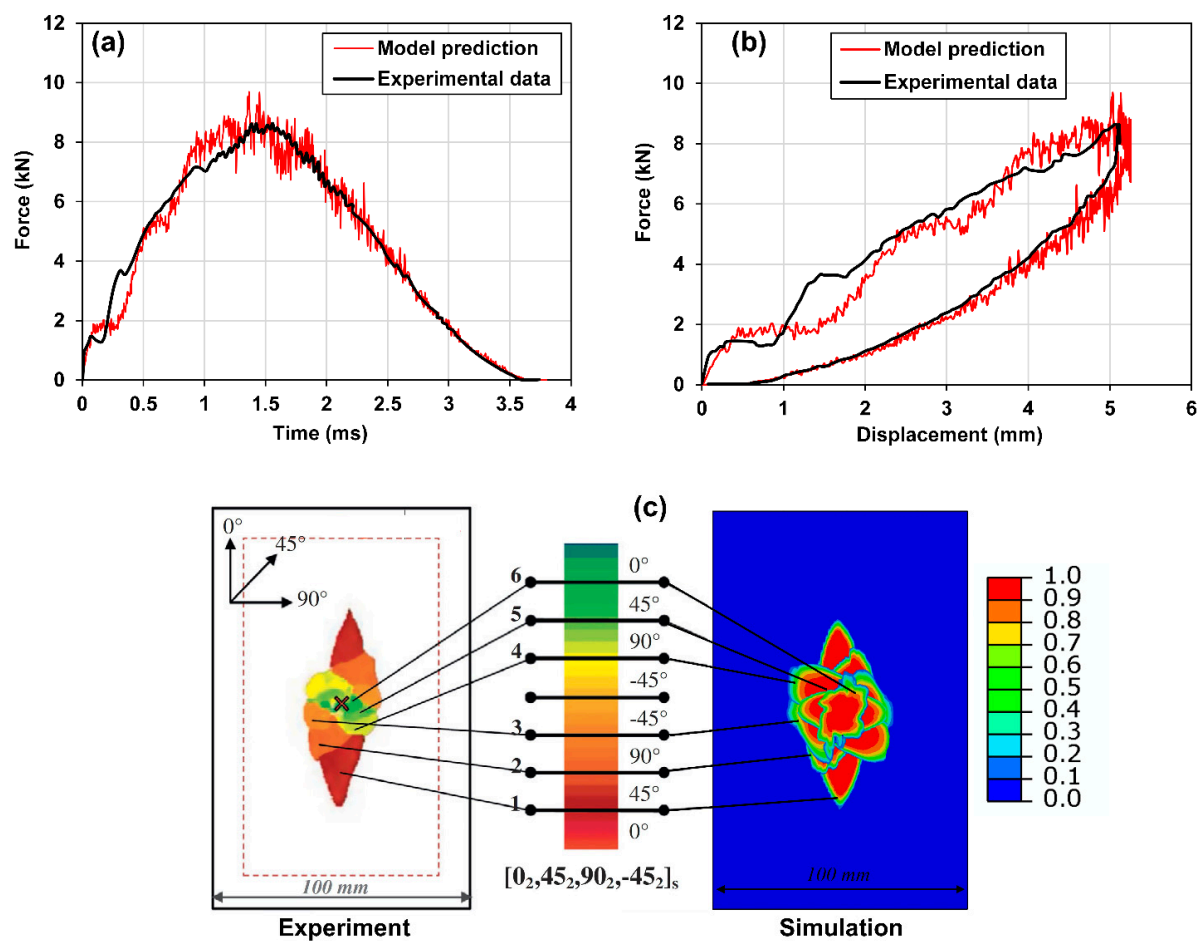 (a)
Model prediction
Experimental data
12
10
8
6
4
2
0
Force (kN)
0 0.5 1 1.5 2 2.5 3 3.5 4
Time (ms)
(b)
Model prediction
Experimental data
12
10
8
6
4
2
0
Force (kN)
0 1 2 3 4 5 6
Displacement (mm)
(c)
0°
45°
90°
100 mm
Experiment
6
5
4
3
2
1
0°
45°
90°
-45°
-45°
90°
45°
0°
[0₂,45₂,90₂,-45₂]ₛ
100 mm
Simulation
1.0
0.9
0.8
0.7
0.6
0.5
0.4
0.3
0.2
0.1
0.0